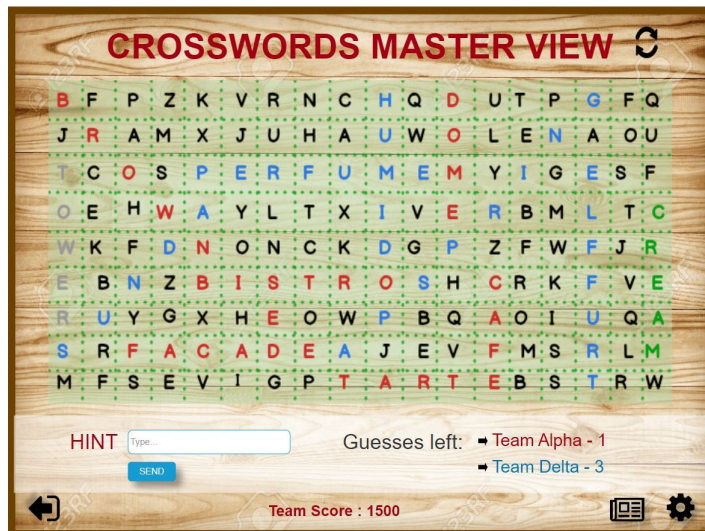 CROSSWORDS MASTER VIEW
B F P Z K V R N C H Q D U T P G F Q
J R A M X J U H A U W O L E N A O U
T C O S P E R F U M E M Y I G E S F
O E H W A Y L T X I V E R B M L T C
W K F D N O N C K D G P Z F W F J R
E B N Z B I S T R O S H C R K F V E
R U Y G X H E O W P B Q A O I U Q A
S R F A C A D E A J E V F M S R L M
M F S E V I G P T A R T E B S T R W
HINT Type... Guesses left: Team Alpha - 1
SEND Team Delta - 3
Team Score : 1500